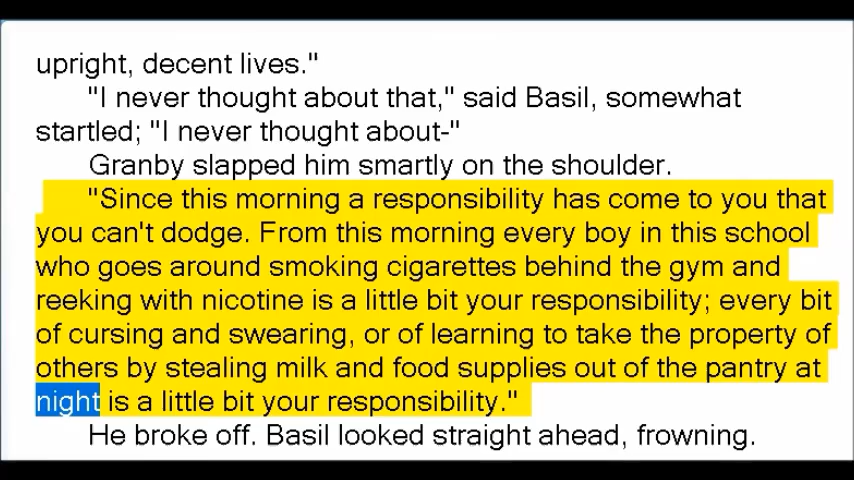 upright, decent lives."
"I never thought about that," said Basil, somewhat
startled; "I never thought about-"
Granby slapped him smartly on the shoulder.
"Since this morning a responsibility has come to you that
you can't dodge. From this morning every boy in this school
who goes around smoking cigarettes behind the gym and
reeking with nicotine is a little bit your responsibility; every bit
of cursing and swearing, or of learning to take the property of
others by stealing milk and food supplies out of the pantry at
night is a little bit your responsibility."
He broke off. Basil looked straight ahead, frowning.